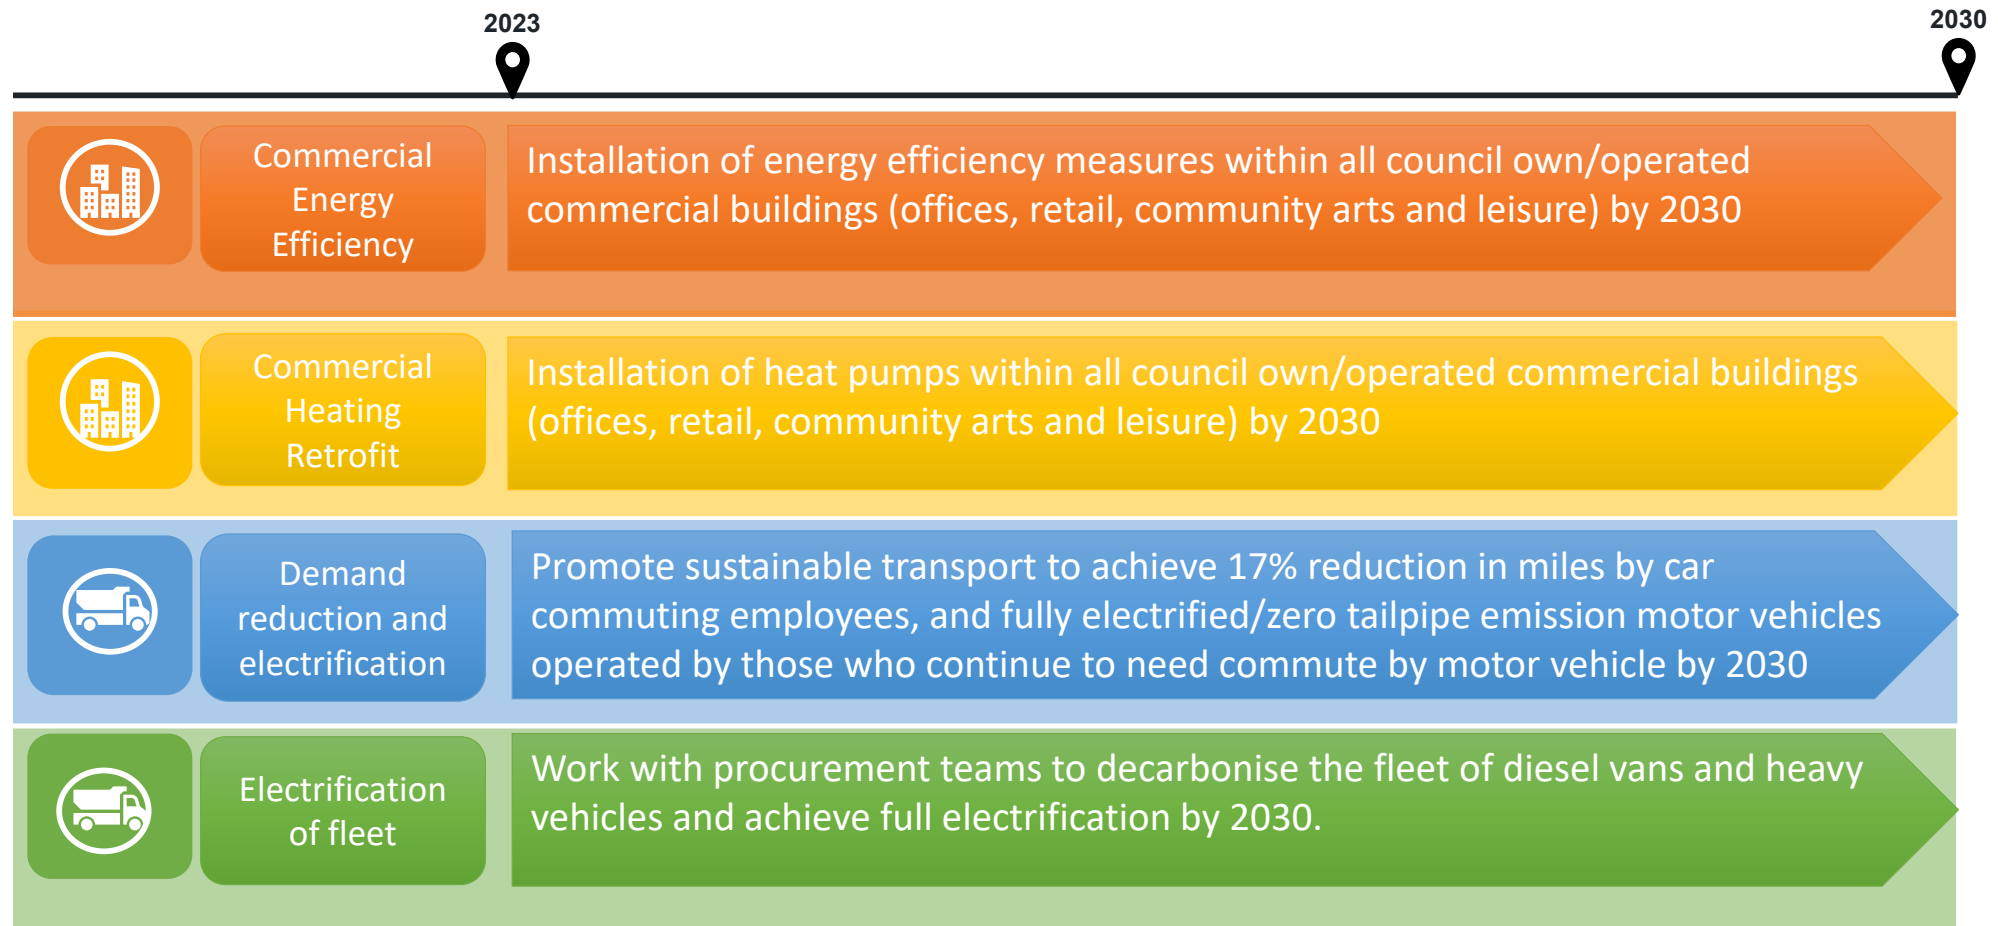 2023
2030
Commercial
Energy
Efficiency
Installation of energy efficiency measures within all council own/operated
commercial buildings (offices, retail, community arts and leisure) by 2030
Commercial
Heating
Retrofit
Installation of heat pumps within all council own/operated commercial buildings
(offices, retail, community arts and leisure) by 2030
Demand
reduction and
electrification
Promote sustainable transport to achieve 17% reduction in miles by car
commuting employees, and fully electrified/zero tailpipe emission motor vehicles
operated by those who continue to need commute by motor vehicle by 2030
Electrification
of fleet
Work with procurement teams to decarbonise the fleet of diesel vans and heavy
vehicles and achieve full electrification by 2030.